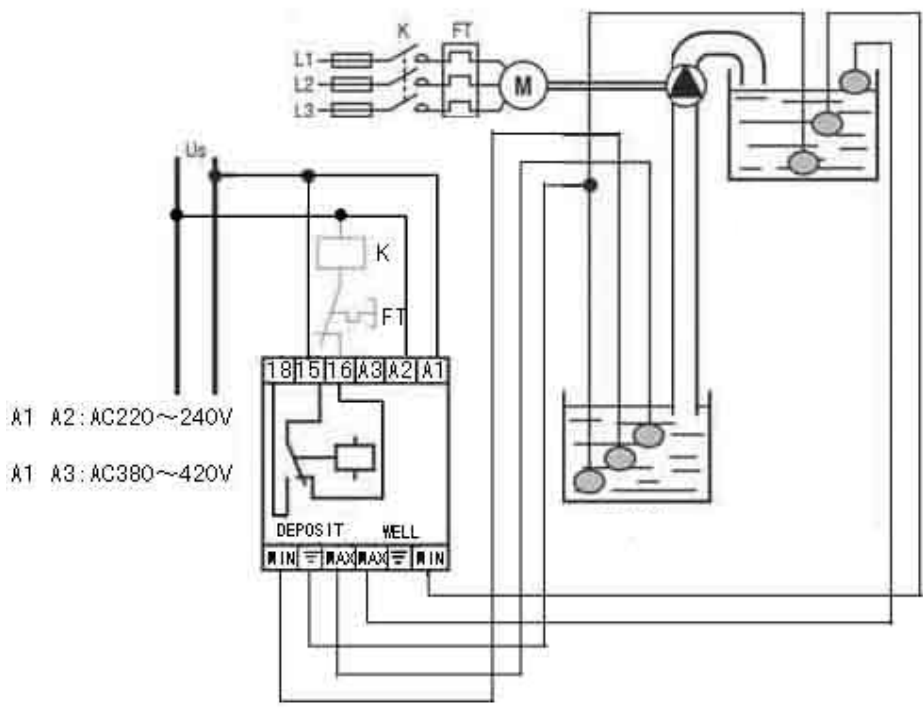 K FT
L1
L2
L3
M
Us
K
FT
18 15 16 A3 A2 A1
A1 A2:AC220～240V
A1 A3:AC380～420V
DEPOSIT WELL
MIN MAX MAX MIN